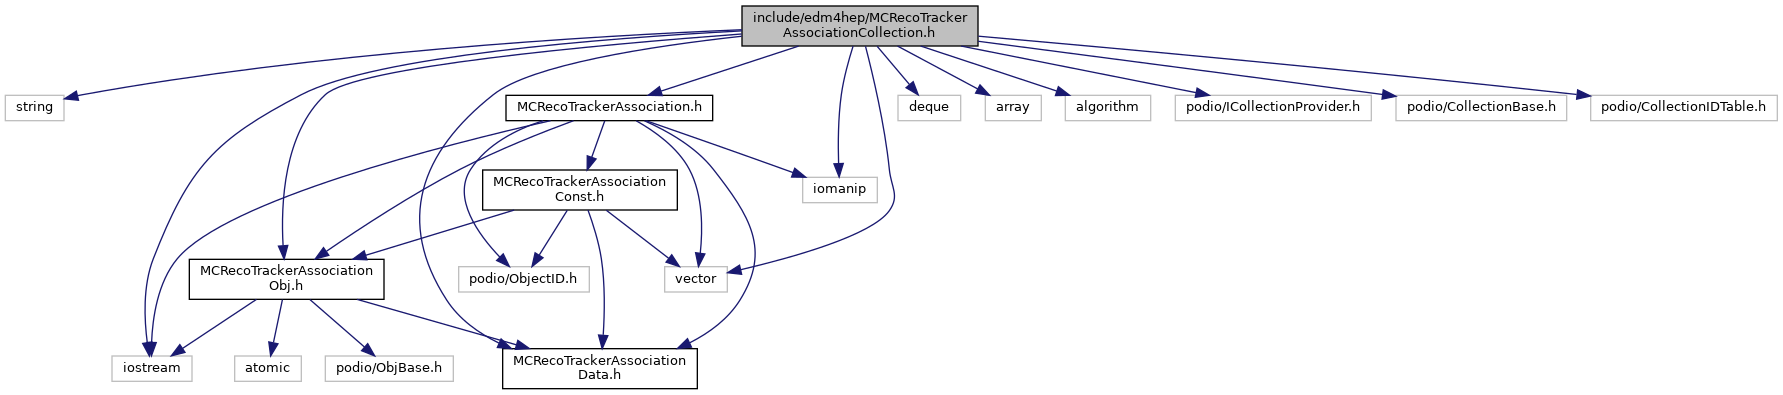 include/edm4hep/MCRecoTracker
AssociationCollection.h
string
MCRecoTrackerAssociation.h
deque
array
algorithm
podio/ICollectionProvider.h
podio/CollectionBase.h
podio/CollectionIDTable.h
MCRecoTrackerAssociation
Const.h
iomanip
MCRecoTrackerAssociation
Obj.h
podio/ObjectID.h
vector
iostream
atomic
podio/ObjBase.h
MCRecoTrackerAssociation
Data.h